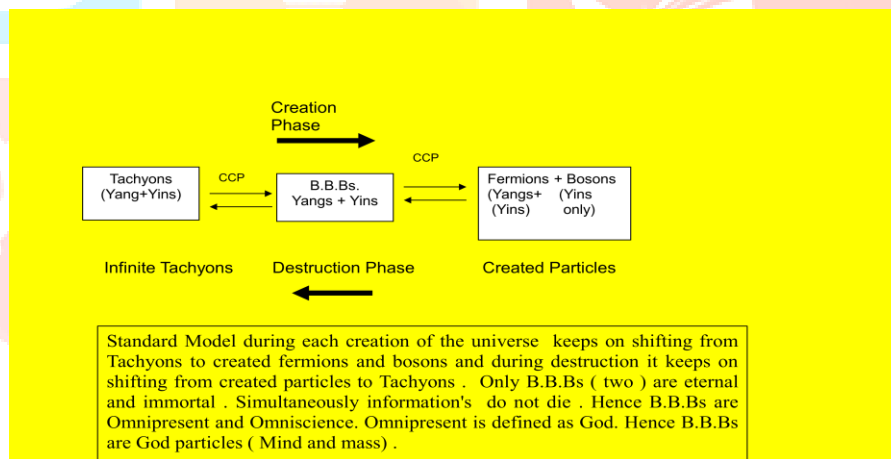 Creation
Phase
CCP
CCP
Tachyons
(Yang+Yins)
B.B.Bs.
Yangs + Yins
Fermions + Bosons
(Yangs+ (Yins
(Yins) only)
Infinite Tachyons
Destruction Phase
Created Particles
Standard Model during each creation of the universe keeps on shifting from
Tachyons to created fermions and bosons and during destruction it keeps on
shifting from created particles to Tachyons . Only B.B.Bs ( two ) are eternal
and immortal . Simultaneously information's do not die . Hence B.B.Bs are
Omnipresent and Omniscience. Omnipresent is defined as God. Hence B.B.Bs
are God particles ( Mind and mass) .